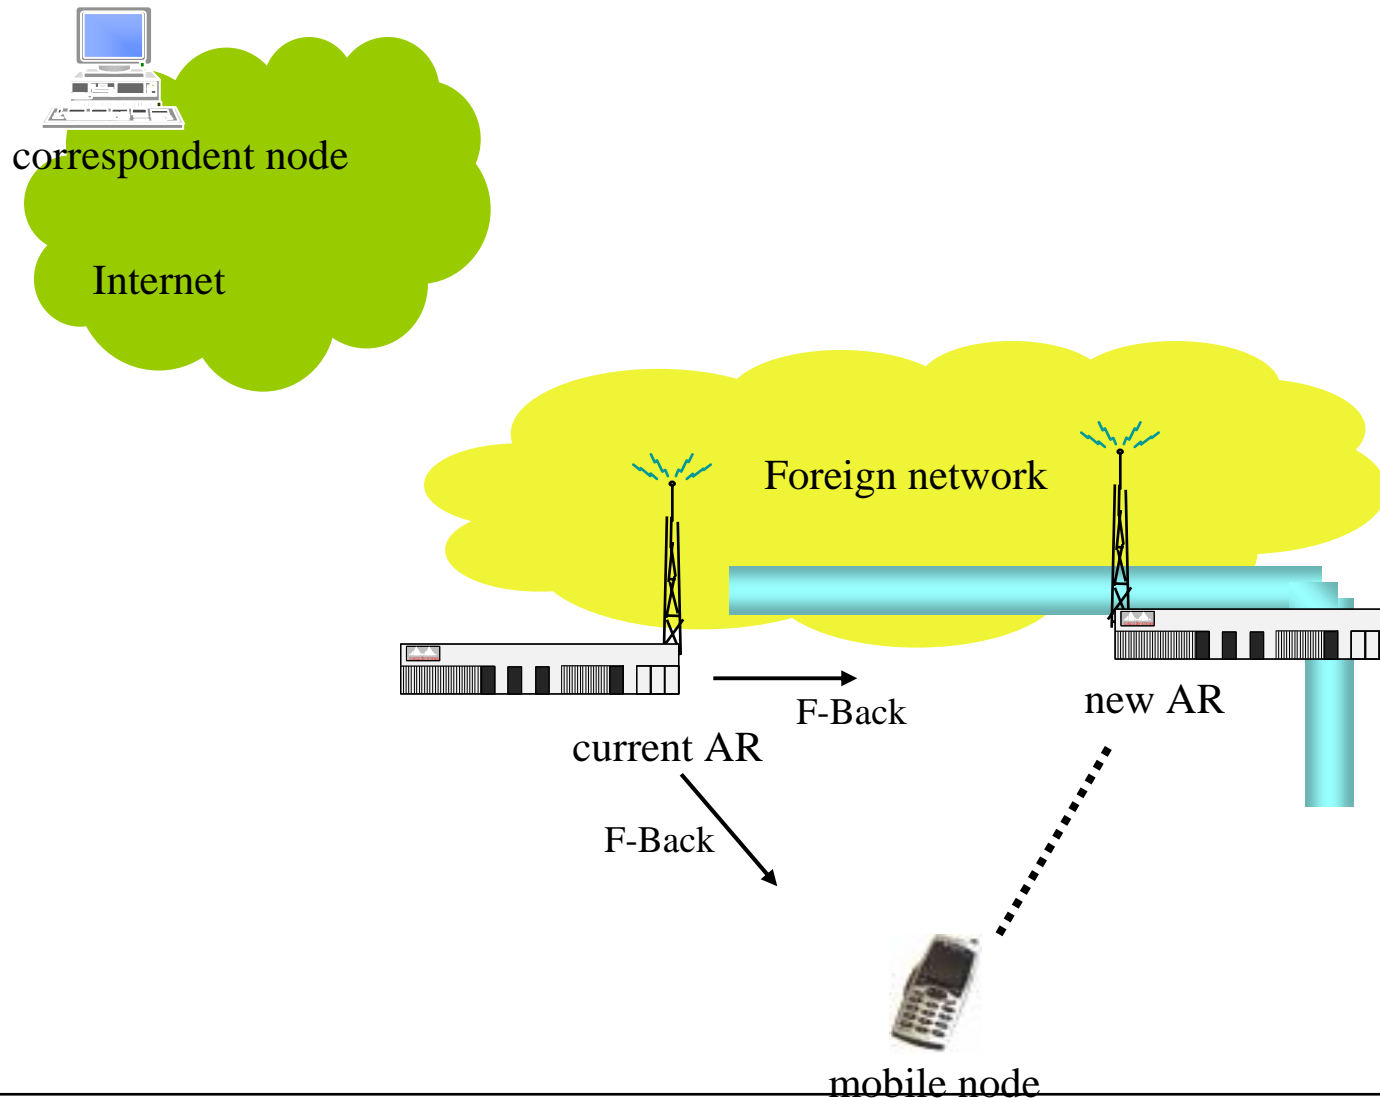 correspondent node
Internet
Foreign network
new AR
F-Back
current AR
F-Back
mobile node